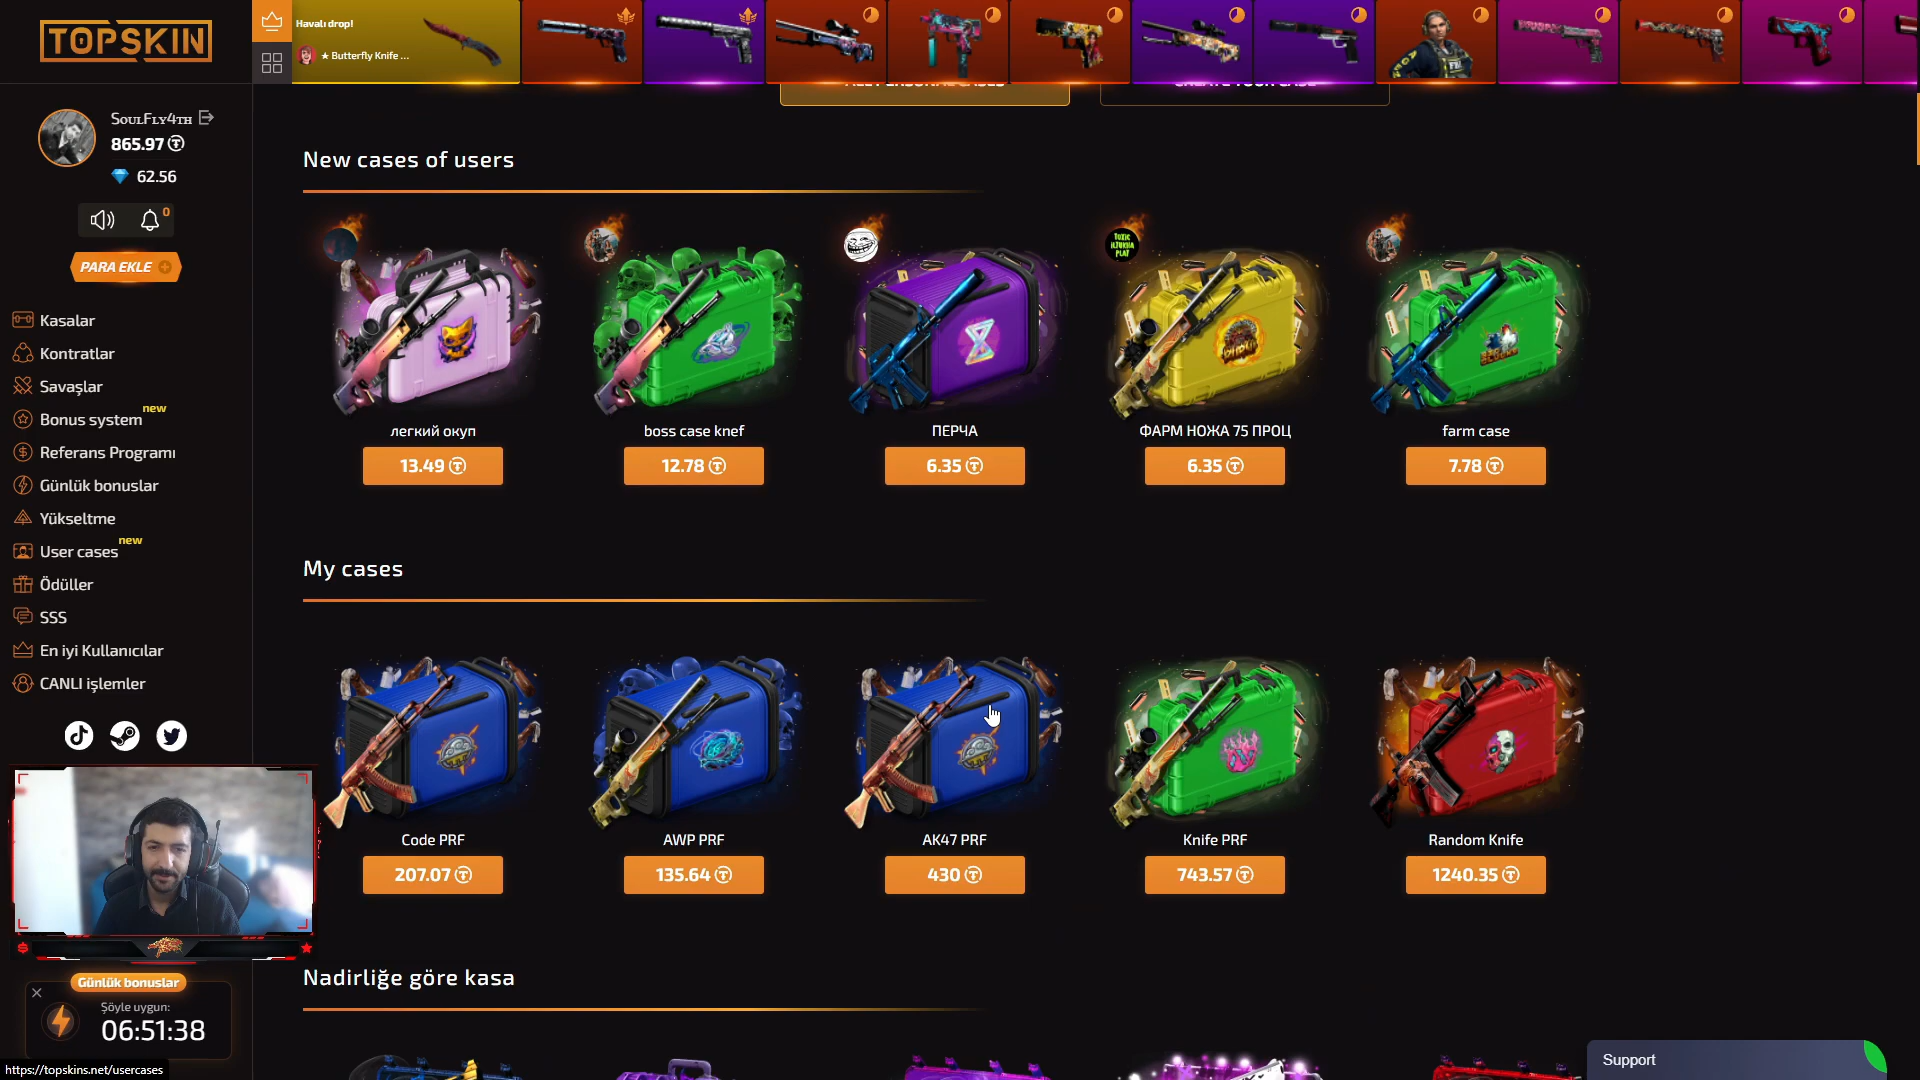 TOPSKIN
Havalı drop!
★ Butterfly Knife ...
CREATE YOUR CASE
SoulFly4th
865.97
62.56
0
PARA EKLE
Kasalar
Kontratlar
Savaşlar
Bonus system
new
Referans Programı
Günlük bonuslar
Yükseltme
User cases
new
Ödüller
SSS
En iyi Kullanıcılar
CANLI işlemler
Günlük bonuslar
Şöyle uygun:
06:51:38
https://topskins.net/usercases
New cases of users
TOXIC
PLAY
легкий окуп
boss case knef
ПЕРЧА
ФАРМ НОЖА 75 ПРОЦ
farm case
13.49
12.78
6.35
6.35
7.78
My cases
Code PRF
AWP PRF
AK47 PRF
Knife PRF
Random Knife
207.07
135.64
430
743.57
1240.35
Nadirliğe göre kasa
Support